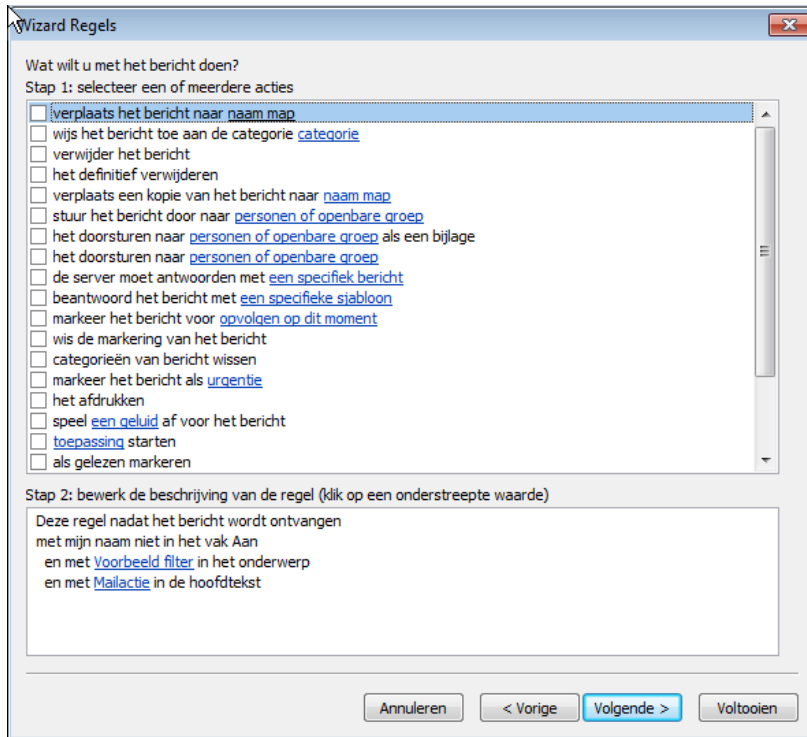 Wizard Regels
Wat wilt u met het bericht doen?
Stap 1: selecteer een of meerdere acties
verplaats het bericht naar naam map
wijs het bericht toe aan de categorie categorie
verwijder het bericht
het definitief verwijderen
verplaats een kopie van het bericht naar naam map
stuur het bericht door naar personen of openbare groep
het doorsturen naar personen of openbare groep als een bijlage
het doorsturen naar personen of openbare groep
de server moet antwoorden met een specifiek bericht
beantwoord het bericht met een specifieke sjabloon
markeer het bericht voor opvolgen op dit moment
wis de markering van het bericht
categorieën van bericht wissen
markeer het bericht als urgentie
het afdrukken
speel een geluid af voor het bericht
toepassing starten
als gelezen markeren
Stap 2: bewerk de beschrijving van de regel (klik op een onderstreepte waarde)
Deze regel nadat het bericht wordt ontvangen
met mijn naam niet in het vak Aan
en met Voorbeeld filter in het onderwerp
en met Mailactie in de hoofdtekst
Annuleren < Vorige Volgende > Voltooien